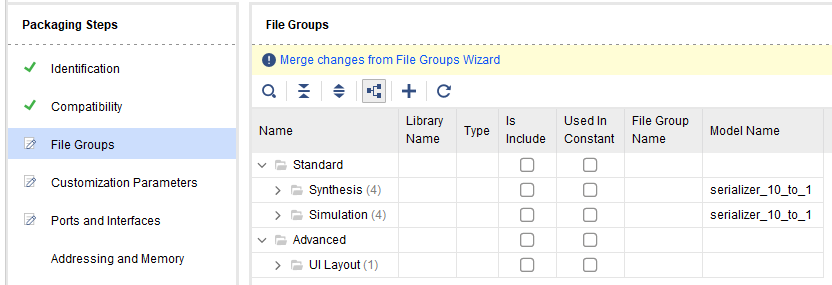 Packaging Steps
Identification
Compatibility
File Groups
Customization Parameters
Ports and Interfaces
Addressing and Memory
File Groups
Merge changes from File Groups Wizard
Name
Library Name
Type
Is Include
Used In Constant
File Group Name
Model Name
Standard
Synthesis (4)
serializer_10_to_1
Simulation (4)
serializer_10_to_1
Advanced
UI Layout (1)